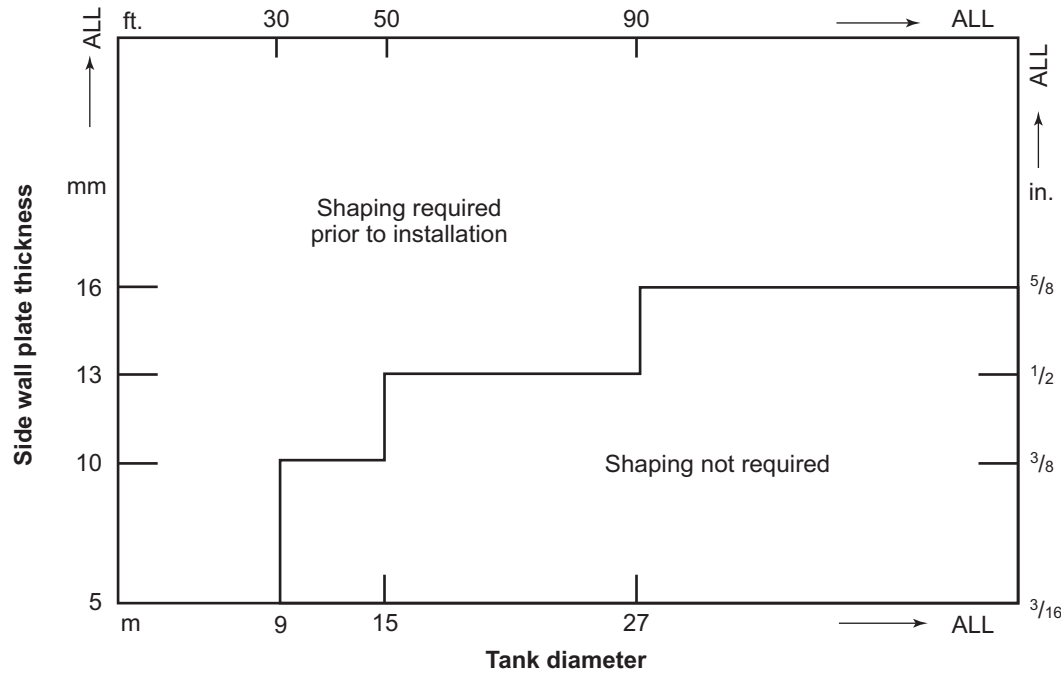 ft. 30 50 90 ALL
ALL
ALL
mm
in.
Side wall plate thickness
Shaping required
prior to installation
16
5/8
13
1/2
10
Shaping not required
3/8
5
3/16
m 9 15 27 ALL
Tank diameter